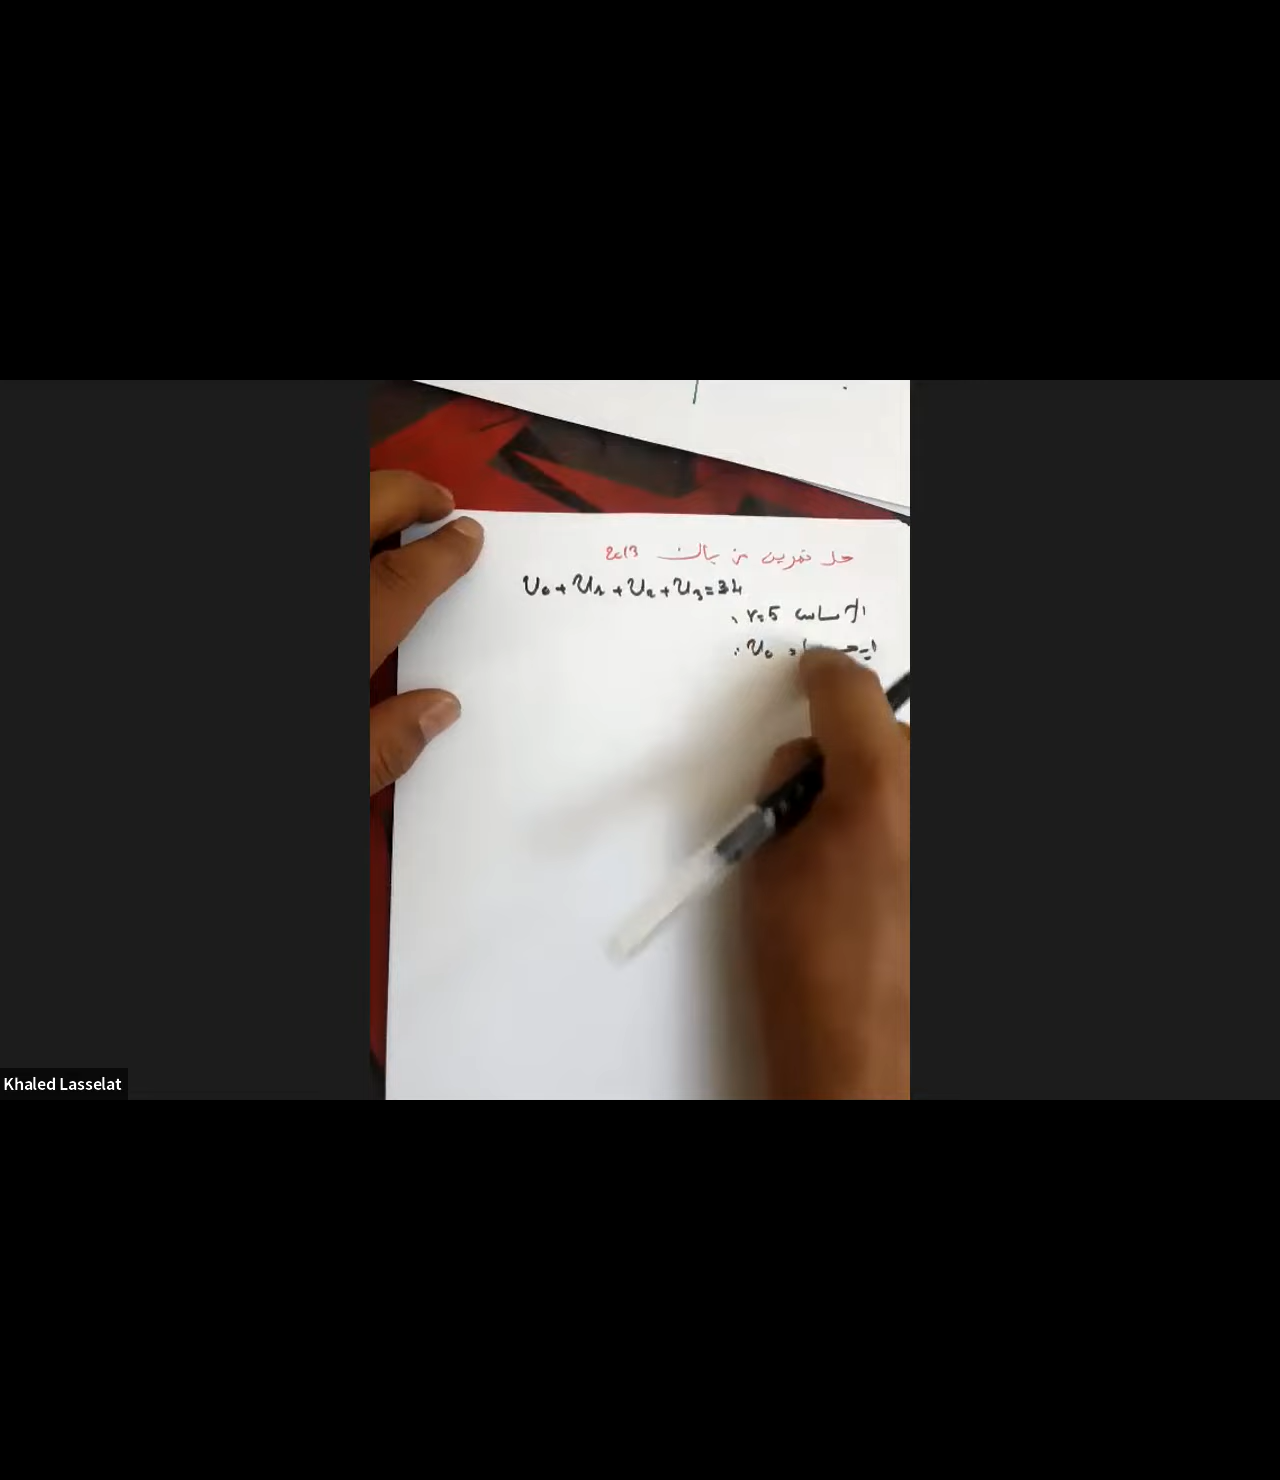 حل تمرين من باك 2013
U₀ + U₁ + U₂ + U₃ = 34
الأساس r = 5
U₀
Khaled Lasselat